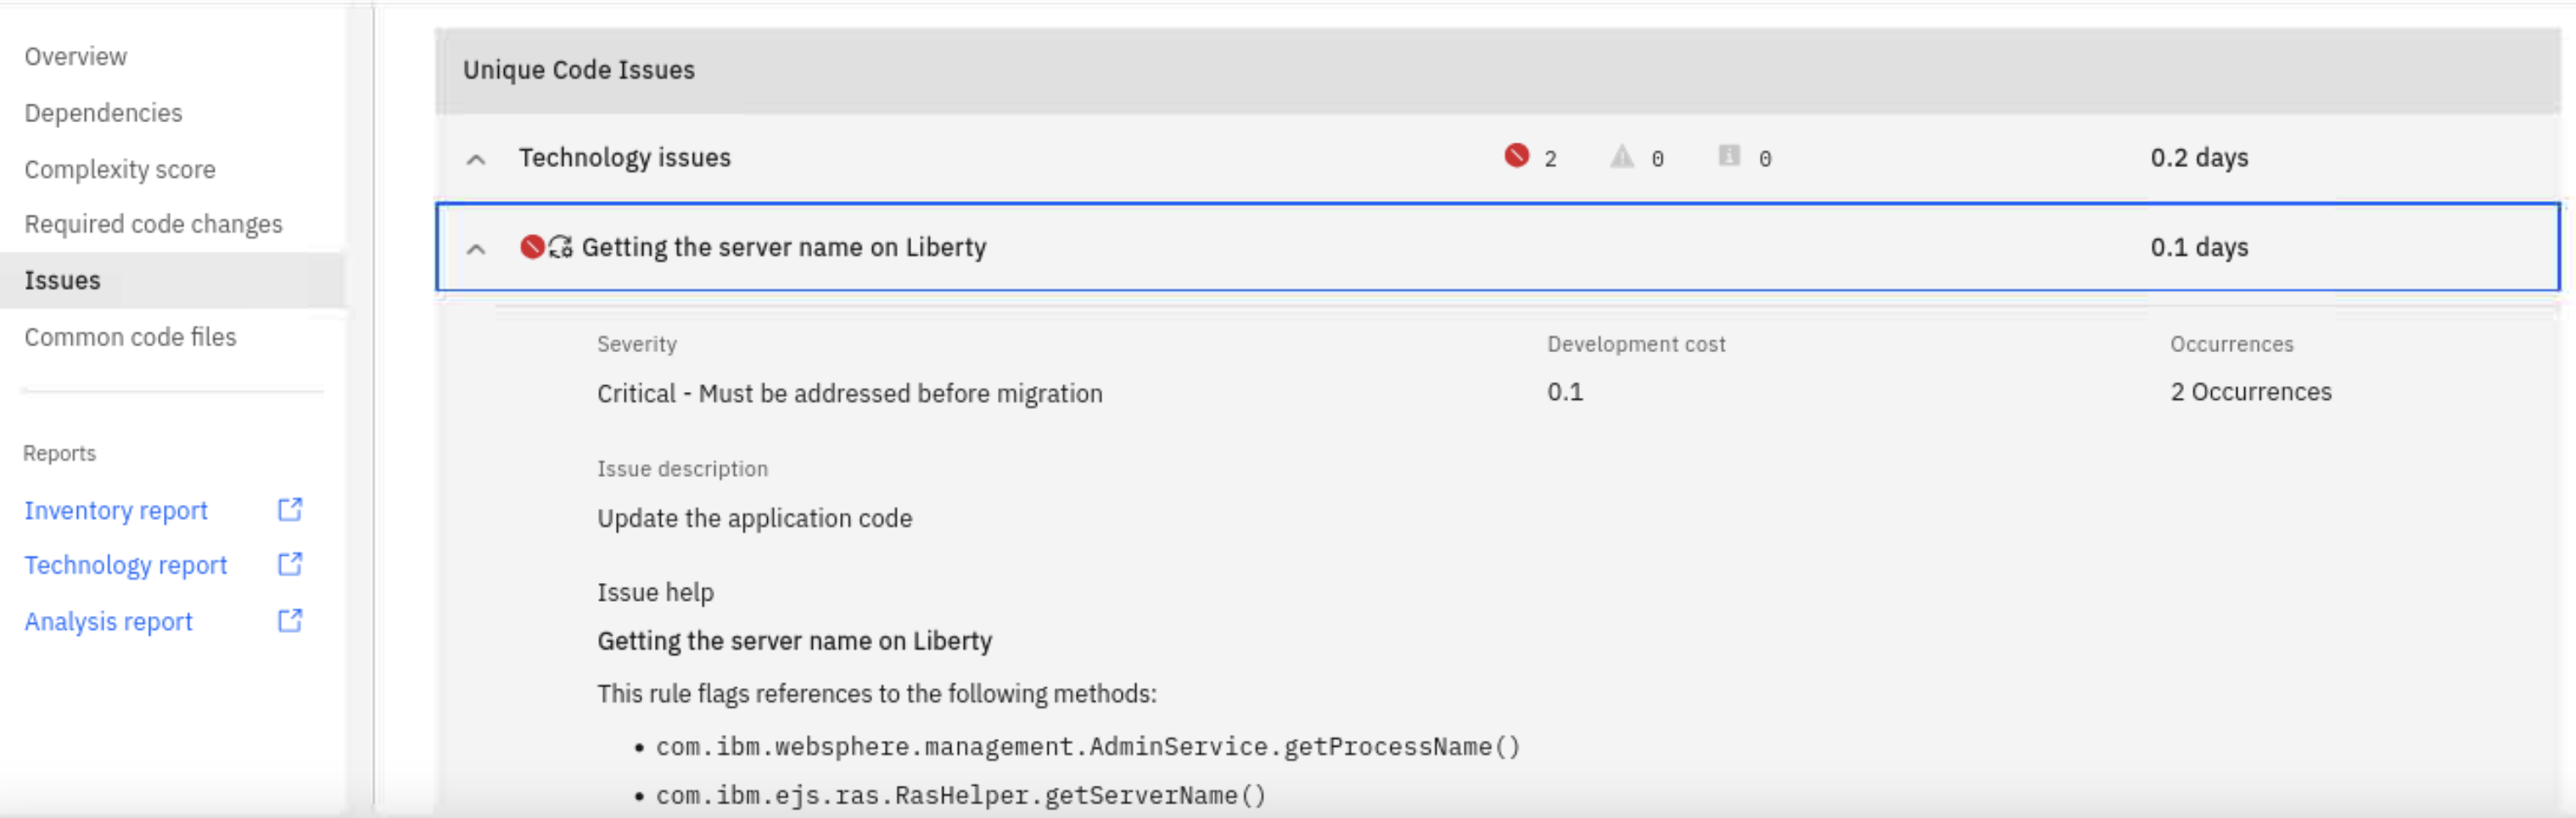 Overview
Dependencies
Complexity score
Required code changes
Issues
Common code files
Reports
Inventory report
Technology report
Analysis report
Unique Code Issues
Technology issues 2 0 0 0.2 days
Getting the server name on Liberty 0.1 days
Severity Development cost Occurrences
Critical - Must be addressed before migration 0.1 2 Occurrences
Issue description
Update the application code
Issue help
Getting the server name on Liberty
This rule flags references to the following methods:
• com.ibm.websphere.management.AdminService.getProcessName()
• com.ibm.ejs.ras.RasHelper.getServerName()